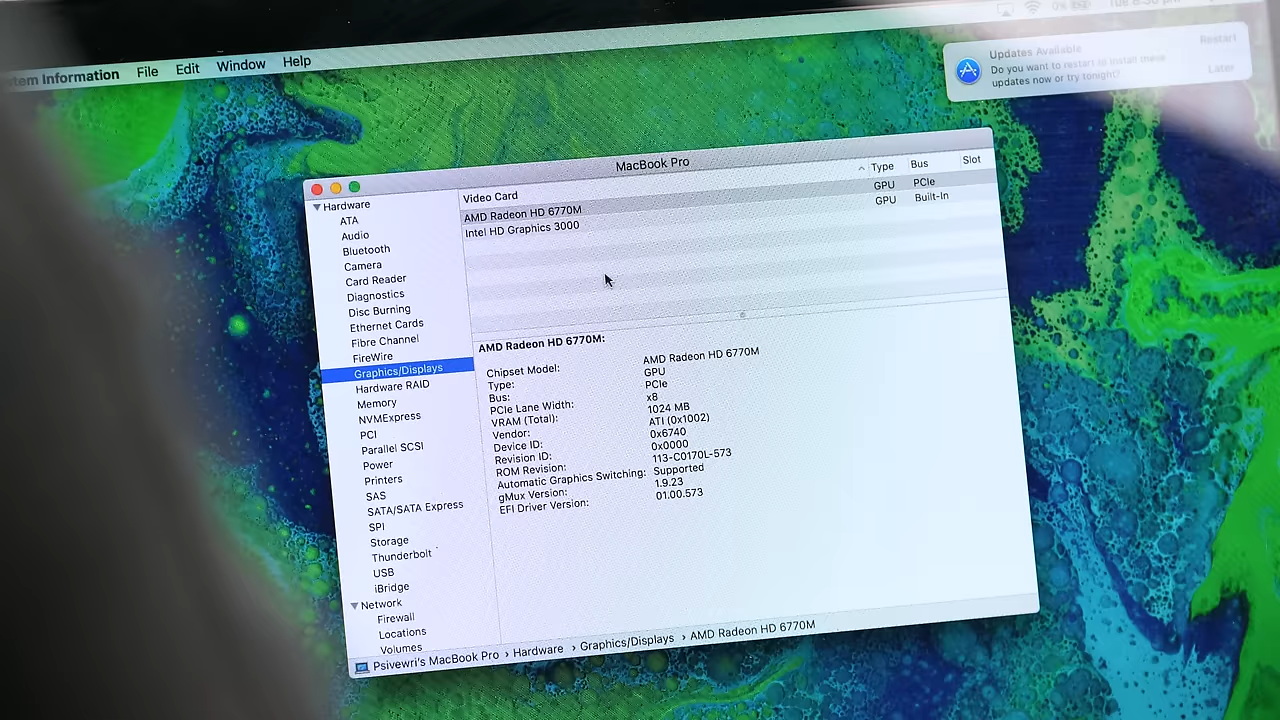 tem Information File Edit Window Help
0%
Tue 8:50 pm
Updates Available
Restart
Do you want to restart to install these
updates now or try tonight?
Later
MacBook Pro
Hardware
ATA
Audio
Bluetooth
Camera
Card Reader
Diagnostics
Disc Burning
Ethernet Cards
Fibre Channel
FireWire
Graphics/Displays
Hardware RAID
Memory
NVMExpress
PCI
Parallel SCSI
Power
Printers
SAS
SATA/SATA Express
SPI
Storage
Thunderbolt
USB
iBridge
Network
Firewall
Locations
Volumes
Video Card Type Bus Slot
AMD Radeon HD 6770M GPU PCIe
Intel HD Graphics 3000 GPU Built-In
AMD Radeon HD 6770M:
Chipset Model: AMD Radeon HD 6770M
Type: GPU
Bus: PCIe
PCIe Lane Width: x8
VRAM (Total): 1024 MB
Vendor: ATI (0x1002)
Device ID: 0x6740
Revision ID: 0x0000
ROM Revision: 113-C0170L-573
Automatic Graphics Switching: Supported
gMux Version: 1.9.23
EFI Driver Version: 01.00.573
Psivewri's MacBook Pro › Hardware › Graphics/Displays › AMD Radeon HD 6770M